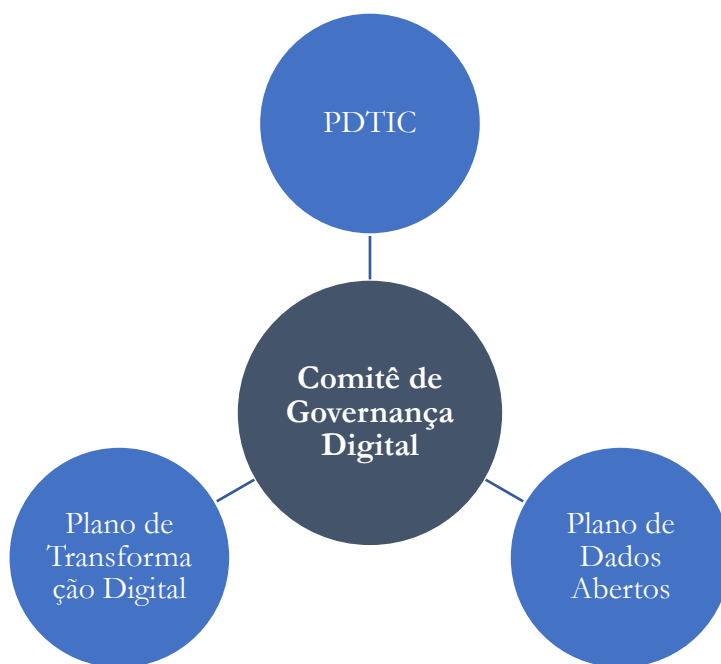 PDTIC
Comitê de
Governança
Digital
Plano de
Transforma
ção Digital
Plano de
Dados
Abertos